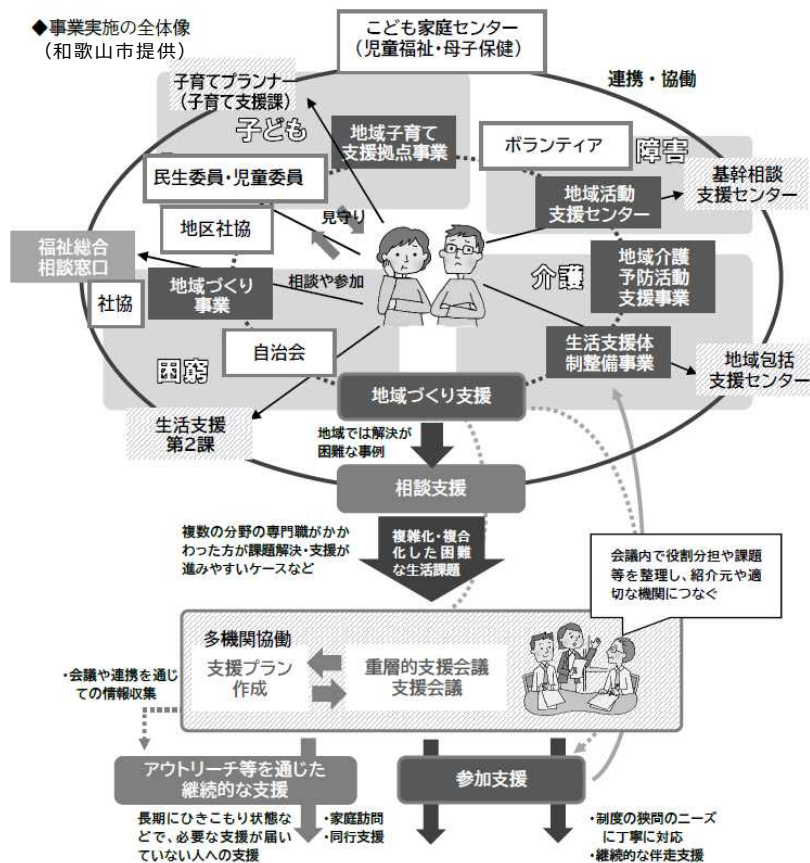 ◆事業実施の全体像
(和歌山市提供)
こども家庭センター
(児童福祉・母子保健)
連携・協働
子育てプランナー
(子育て支援課)
子ども
地域子育て
支援拠点事業
ボランティア
障害
基幹相談
支援センター
民生委員・児童委員
地域活動
支援センター
見守り
地区社協
福祉総合
相談窓口
地域づくり
事業
相談や参加
介護
地域介護
予防活動
支援事業
社協
自治会
生活支援体
制整備事業
困窮
地域包括
支援センター
地域づくり支援
生活支援
第2課
地域では解決が
困難な事例
相談支援
複数の分野の専門職がかか
わった方が課題解決・支援が
進みやすいケースなど
複雑化・複合
化した困難
な生活課題
会議内で役割分担や課題
等を整理し、紹介元や適
切な機関につなぐ
多機関協働
支援プラン
作成
重層的支援会議
支援会議
・会議や連携を通じ
ての情報収集
アウトリーチ等を通じた
継続的な支援
参加支援
長期にひきこもり状態な
どで、必要な支援が届い
ていない人への支援
・家庭訪問
・同行支援
・制度の狭間のニーズ
に丁寧に対応
・継続的な伴走支援